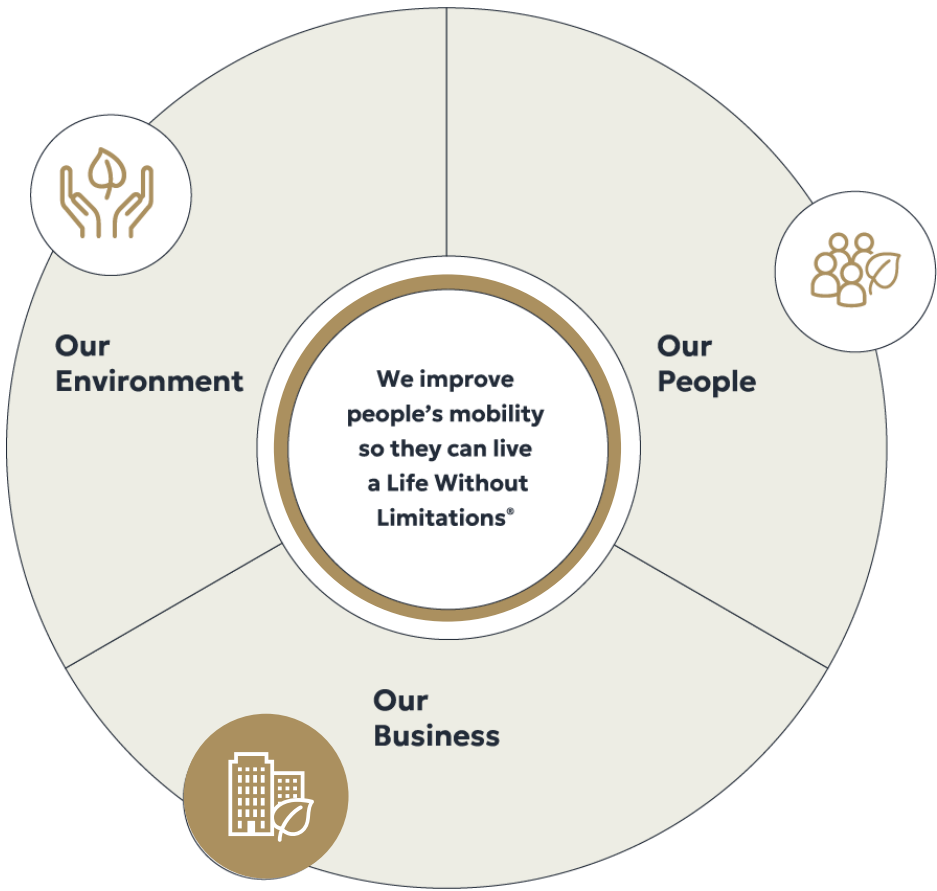 Our
Environment
Our
People
We improve
people's mobility
so they can live
a Life Without
Limitations®
Our
Business